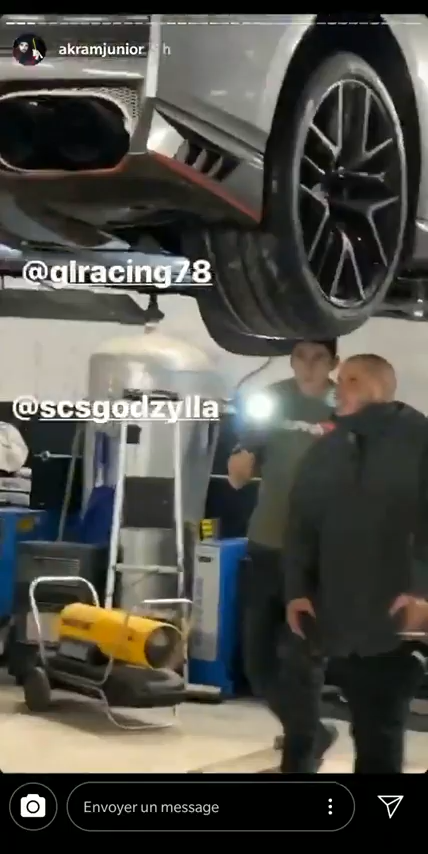 akramjunior h
@glracing78
@scsgodzylla
Envoyer un message